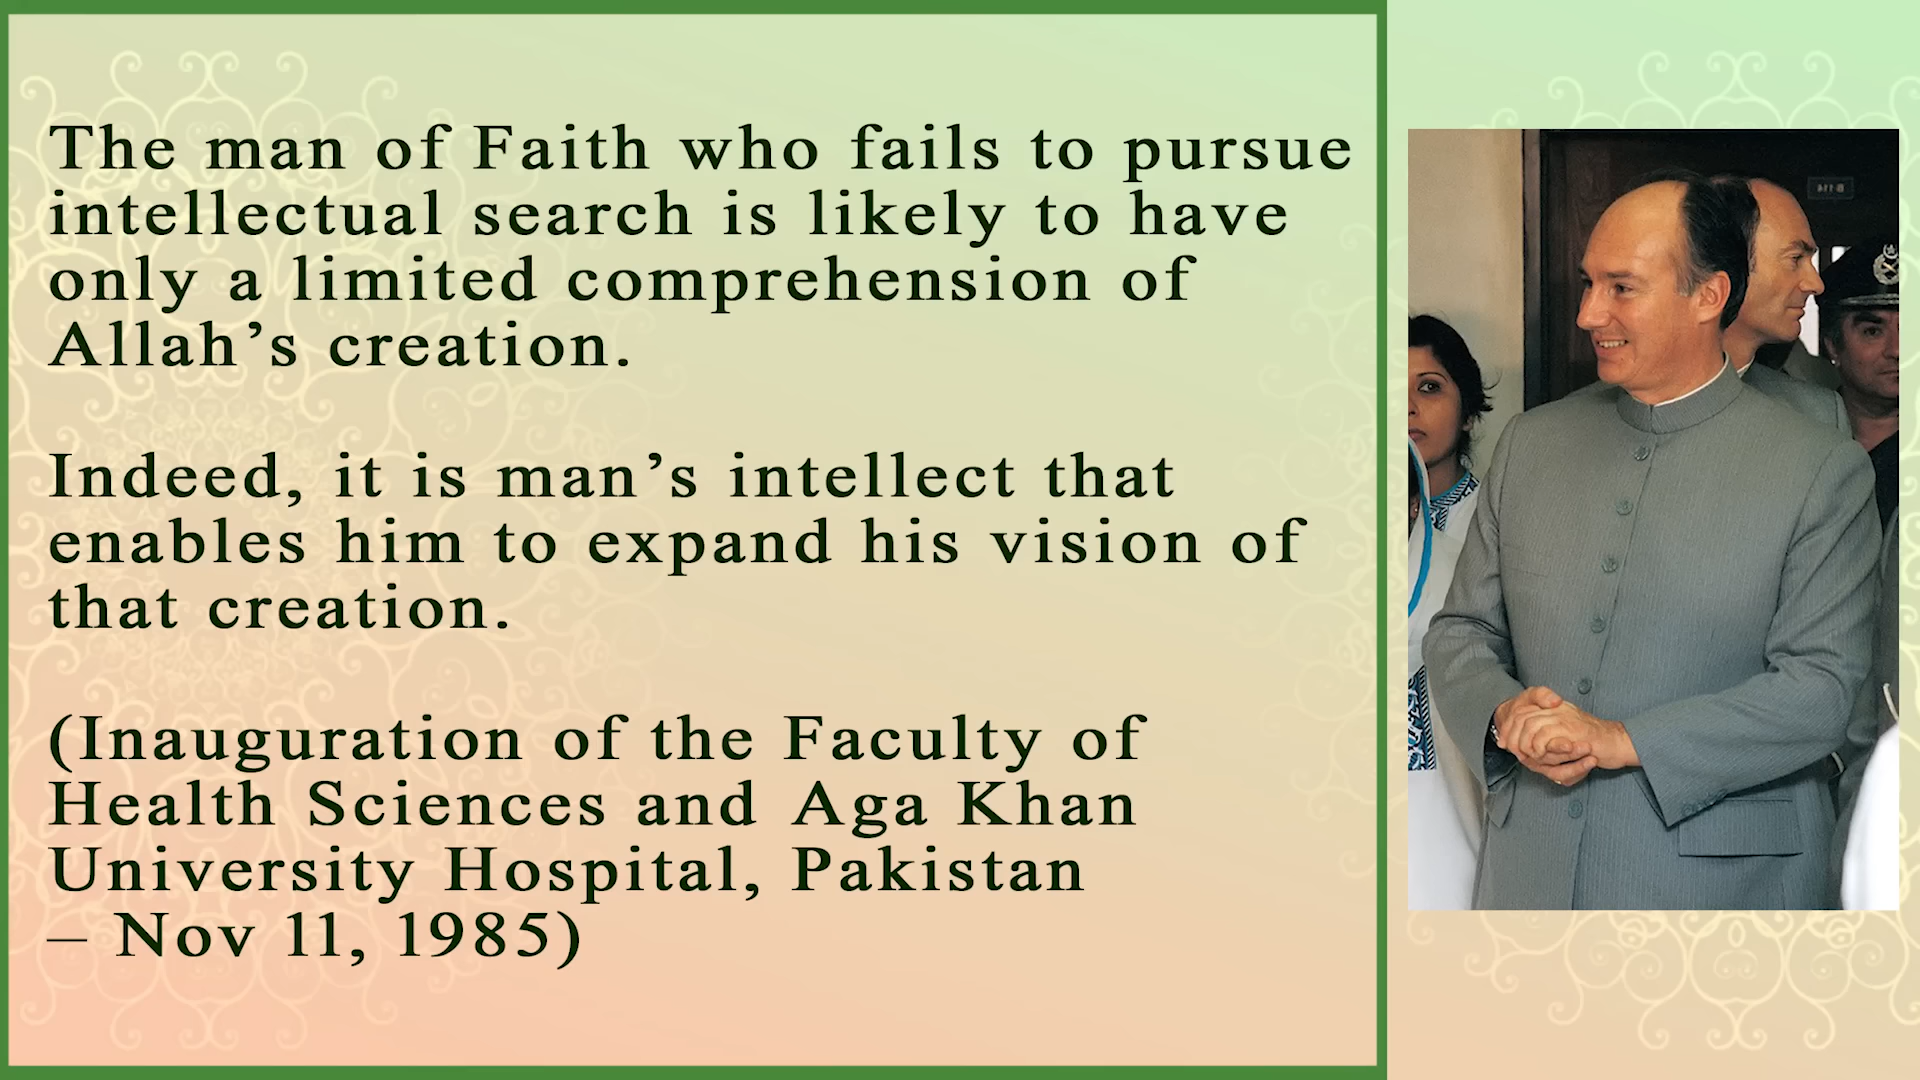 The man of Faith who fails to pursue
intellectual search is likely to have
only a limited comprehension of
Allah’s creation.
Indeed, it is man’s intellect that
enables him to expand his vision of
that creation.
(Inauguration of the Faculty of
Health Sciences and Aga Khan
University Hospital, Pakistan
– Nov 11, 1985)